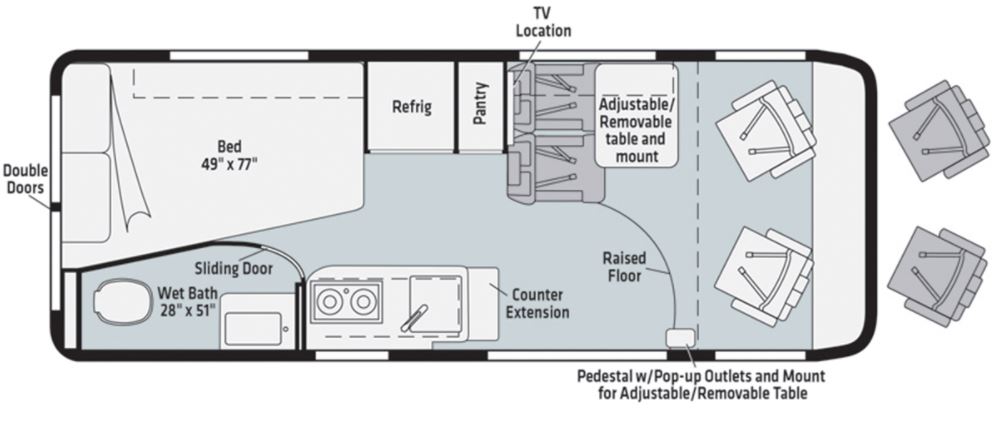 TV
Location
Refrig
Pantry
Adjustable/
Removable
table and
mount
Bed
49" x 77"
Double
Doors
Sliding Door
Wet Bath
28" x 51"
Raised
Floor
Counter
Extension
Pedestal w/Pop-up Outlets and Mount
for Adjustable/Removable Table